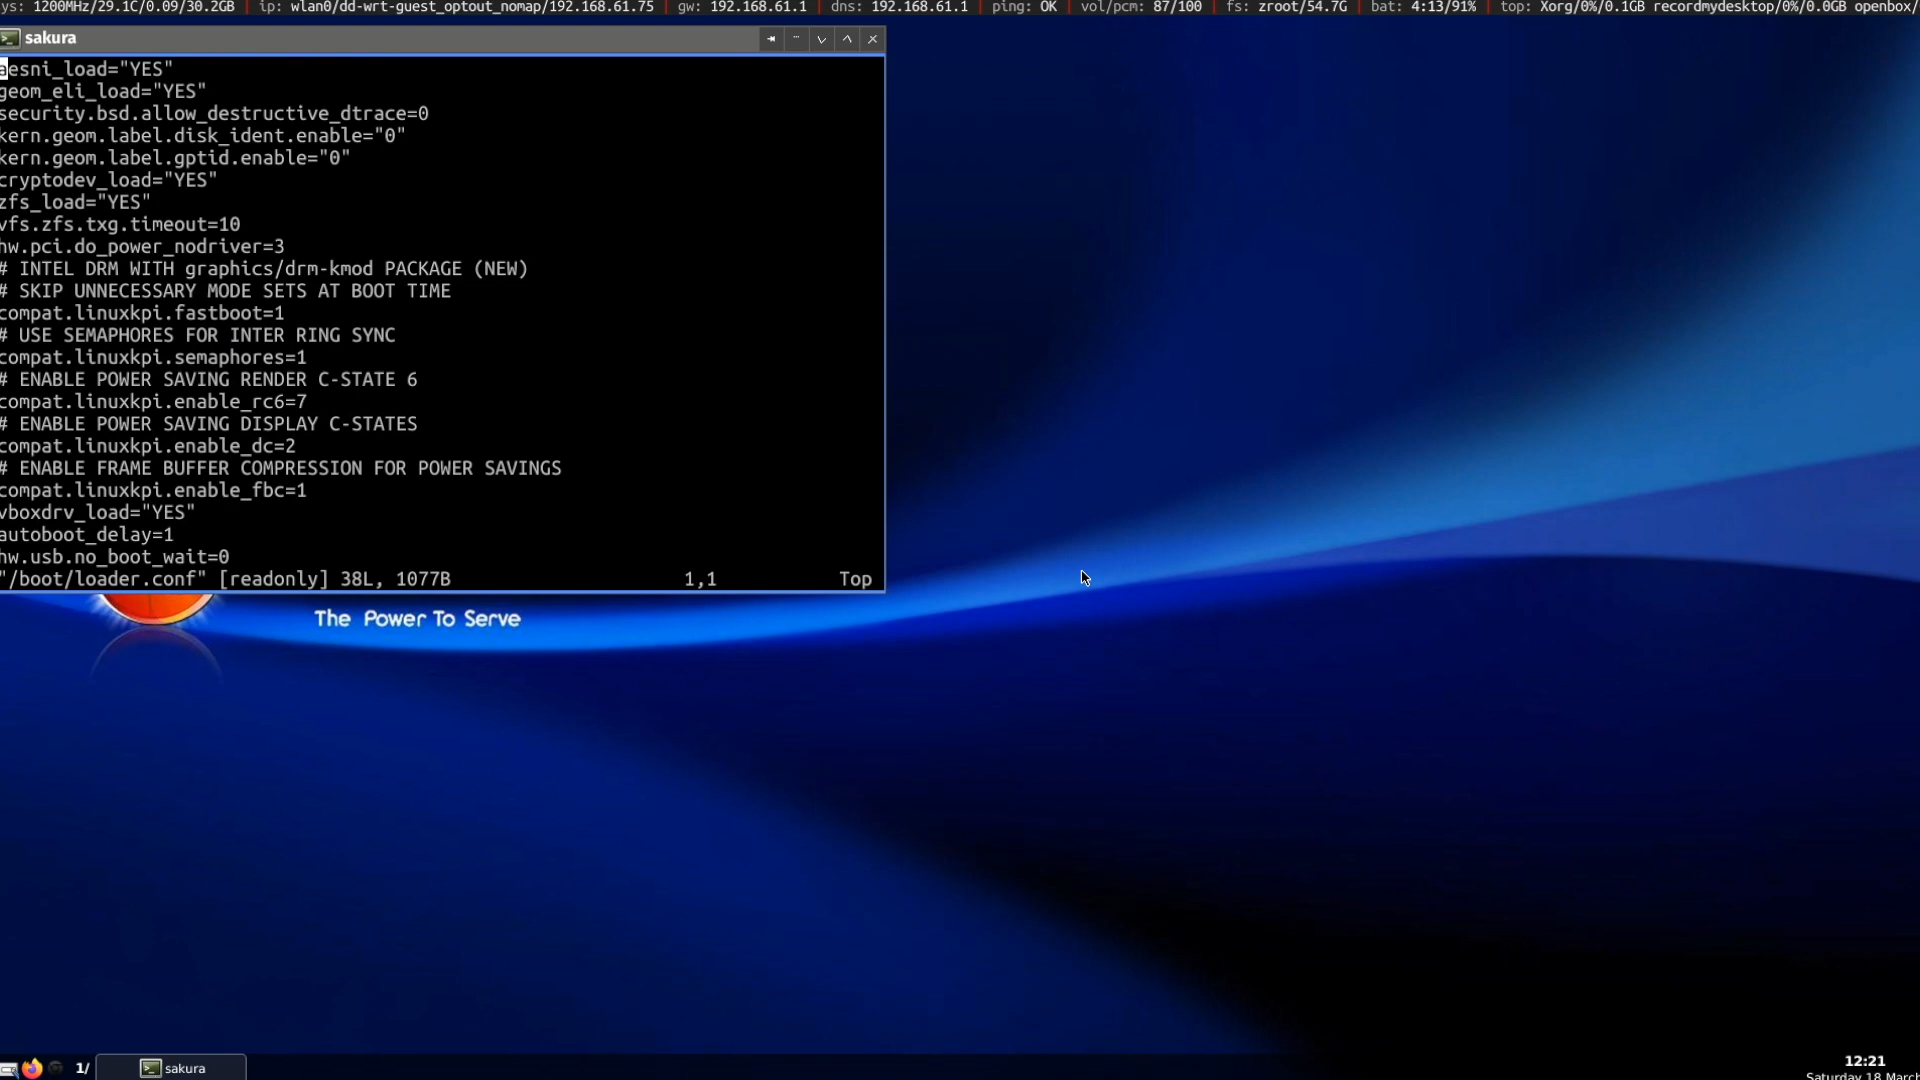 ys: 1200MHz/29.1C/0.09/30.2GB | ip: wlan0/dd-wrt-guest_optout_nomap/192.168.61.75 | gw: 192.168.61.1 | dns: 192.168.61.1 | ping: OK | vol/pcm: 87/100 | fs: zroot/54.7G | bat: 4:13/91% | top: Xorg/0%/0.1GB recordmydesktop/0%/0.0GB openbox/
sakura
aesni_load="YES"
geom_eli_load="YES"
security.bsd.allow_destructive_dtrace=0
kern.geom.label.disk_ident.enable="0"
kern.geom.label.gptid.enable="0"
cryptodev_load="YES"
zfs_load="YES"
vfs.zfs.txg.timeout=10
hw.pci.do_power_nodriver=3
# INTEL DRM WITH graphics/drm-kmod PACKAGE (NEW)
# SKIP UNNECESSARY MODE SETS AT BOOT TIME
compat.linuxkpi.fastboot=1
# USE SEMAPHORES FOR INTER RING SYNC
compat.linuxkpi.semaphores=1
# ENABLE POWER SAVING RENDER C-STATE 6
compat.linuxkpi.enable_rc6=7
# ENABLE POWER SAVING DISPLAY C-STATES
compat.linuxkpi.enable_dc=2
# ENABLE FRAME BUFFER COMPRESSION FOR POWER SAVINGS
compat.linuxkpi.enable_fbc=1
vboxdrv_load="YES"
autoboot_delay=1
hw.usb.no_boot_wait=0
"/boot/loader.conf" [readonly] 38L, 1077B 1,1 Top
The Power To Serve
1/ sakura
12:21
Saturday 18 March